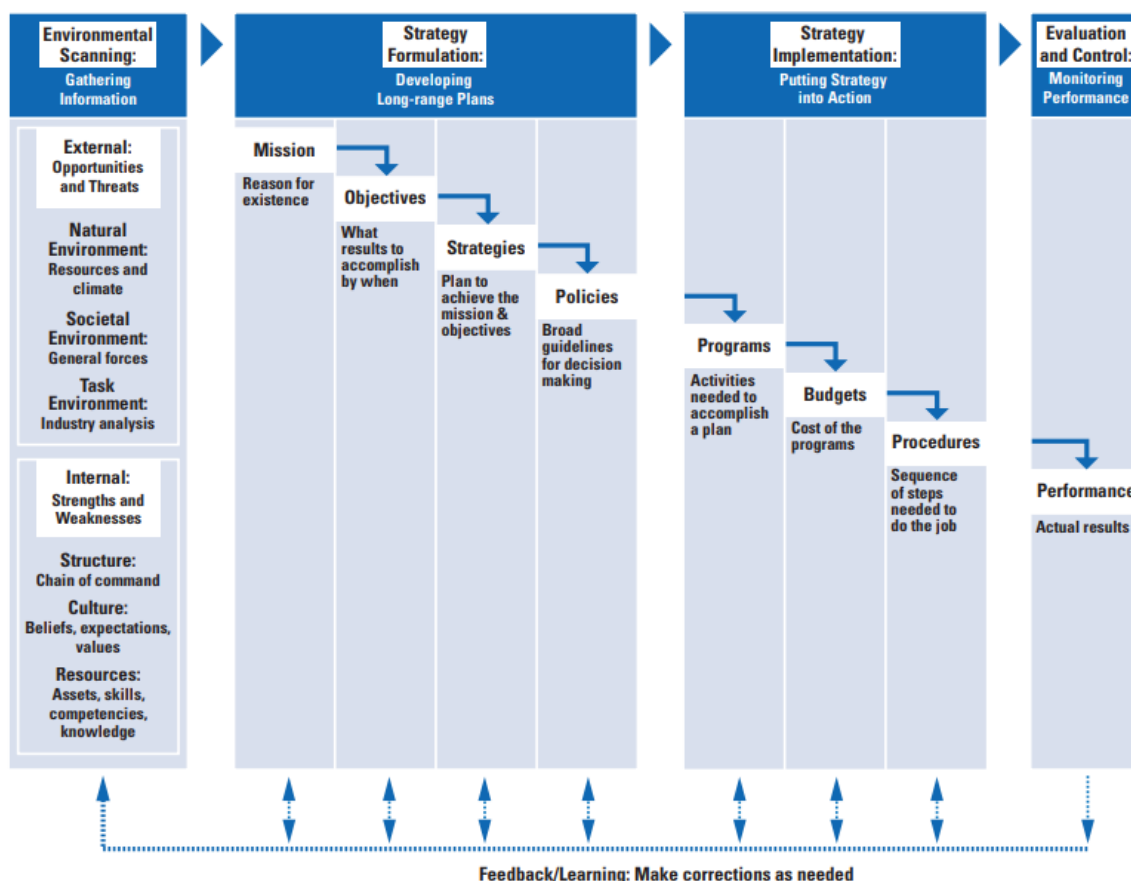 Environmental
Scanning:
Gathering
Information
Strategy
Formulation:
Developing
Long-range Plans
Strategy
Implementation:
Putting Strategy
into Action
Evaluation
and Control:
Monitoring
Performance
External:
Opportunities
and Threats
Natural
Environment:
Resources and
climate
Societal
Environment:
General forces
Task
Environment:
Industry analysis
Internal:
Strengths and
Weaknesses
Structure:
Chain of command
Culture:
Beliefs, expectations,
values
Resources:
Assets, skills,
competencies,
knowledge
Mission
Reason for
existence
Objectives
What
results to
accomplish
by when
Strategies
Plan to
achieve the
mission &
objectives
Policies
Broad
guidelines
for decision
making
Programs
Activities
needed to
accomplish
a plan
Budgets
Cost of the
programs
Procedures
Sequence
of steps
needed to
do the job
Performance
Actual results
Feedback/Learning: Make corrections as needed